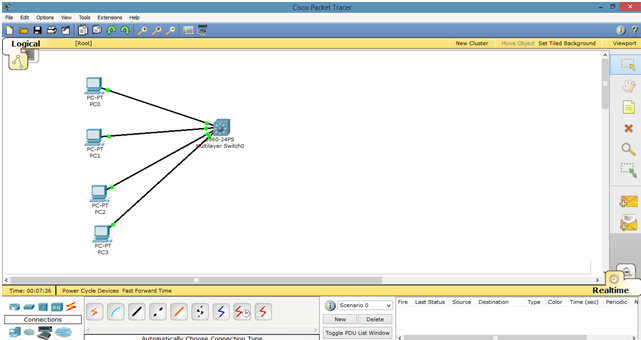 Cisco Packet Tracer
File Edit Options View Tools Extensions Help
Logical
[Root]
New Cluster
Move Object
Set Tiled Background
Viewport
PC-PT
PC0
PC-PT
PC1
PC-PT
PC2
PC-PT
PC3
3560-24PS
Multilayer Switch0
Time: 00:07:36
Power Cycle Devices Fast Forward Time
Realtime
Connections
Automatically Choose Connection Type
Scenario 0
New
Delete
Toggle PDU List Window
Fire Last Status Source Destination Type Color Time (sec) Periodic N